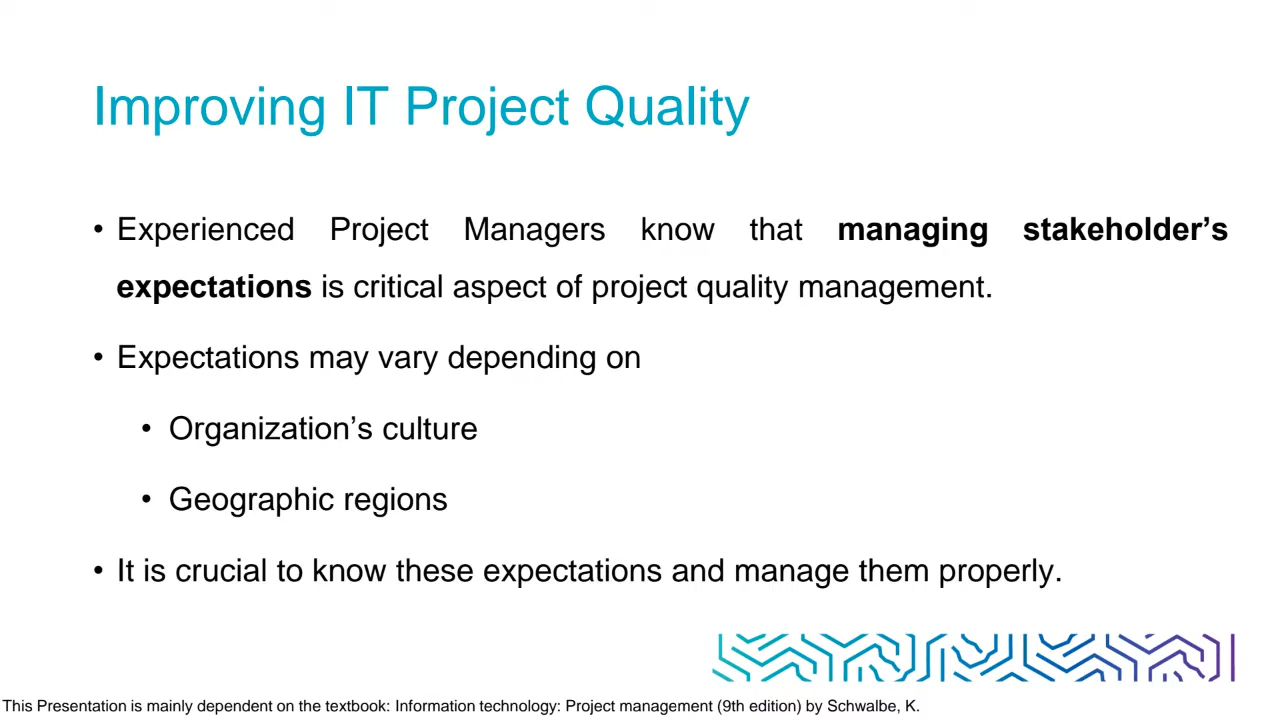 Improving IT Project Quality
• Experienced Project Managers know that managing stakeholder’s
expectations is critical aspect of project quality management.
• Expectations may vary depending on
• Organization’s culture
• Geographic regions
• It is crucial to know these expectations and manage them properly.
This Presentation is mainly dependent on the textbook: Information technology: Project management (9th edition) by Schwalbe, K.